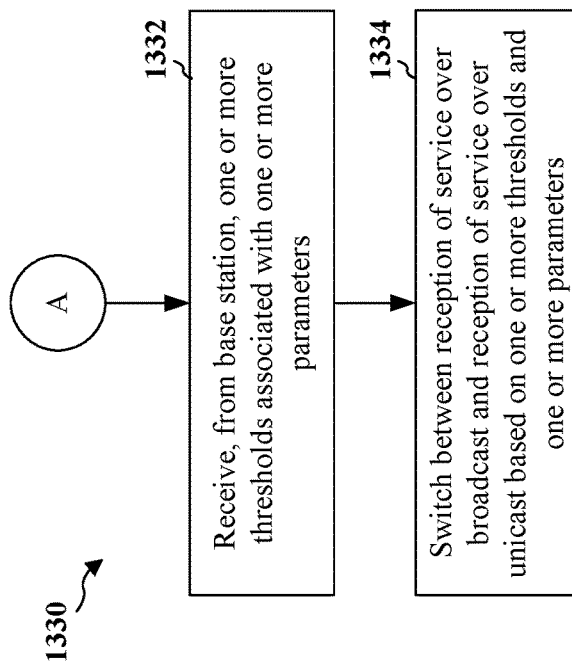 1330
A
1332
Receive, from base station, one or more
thresholds associated with one or more
parameters
1334
Switch between reception of service over
broadcast and reception of service over
unicast based on one or more thresholds and
one or more parameters